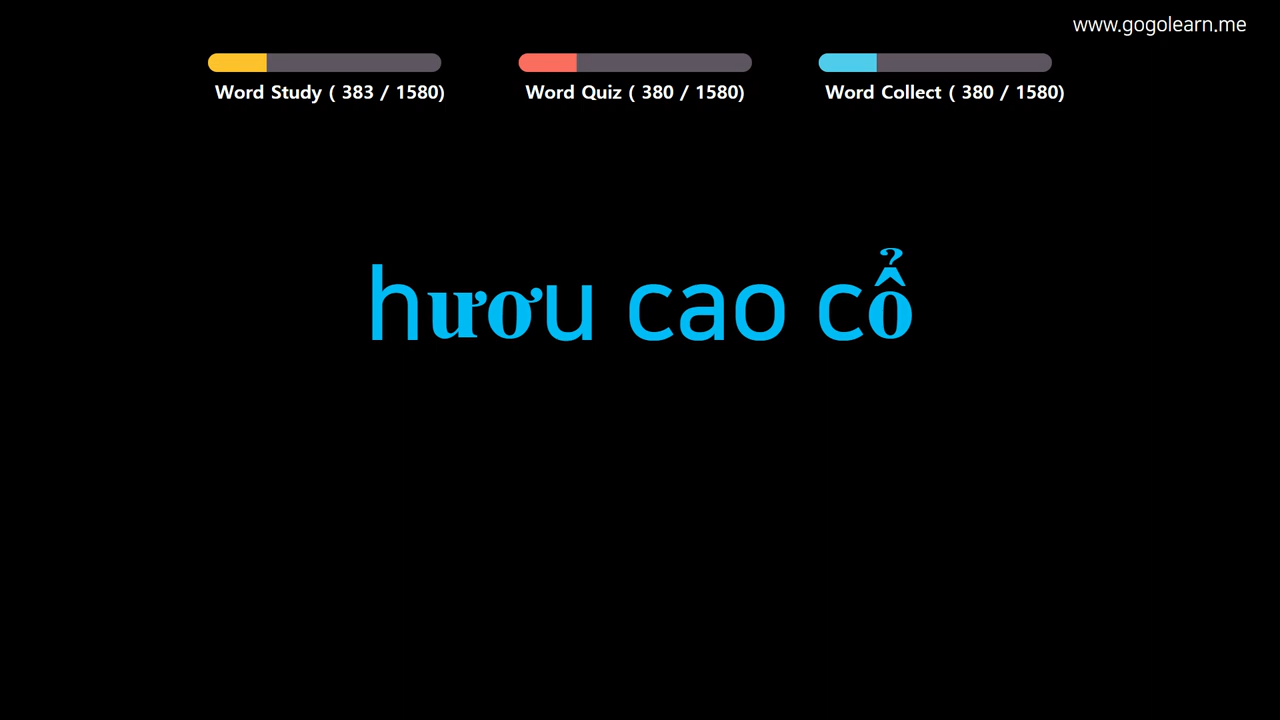 www.gogolearn.me
Word Study ( 383 / 1580)
Word Quiz ( 380 / 1580)
Word Collect ( 380 / 1580)
hươu cao cổ